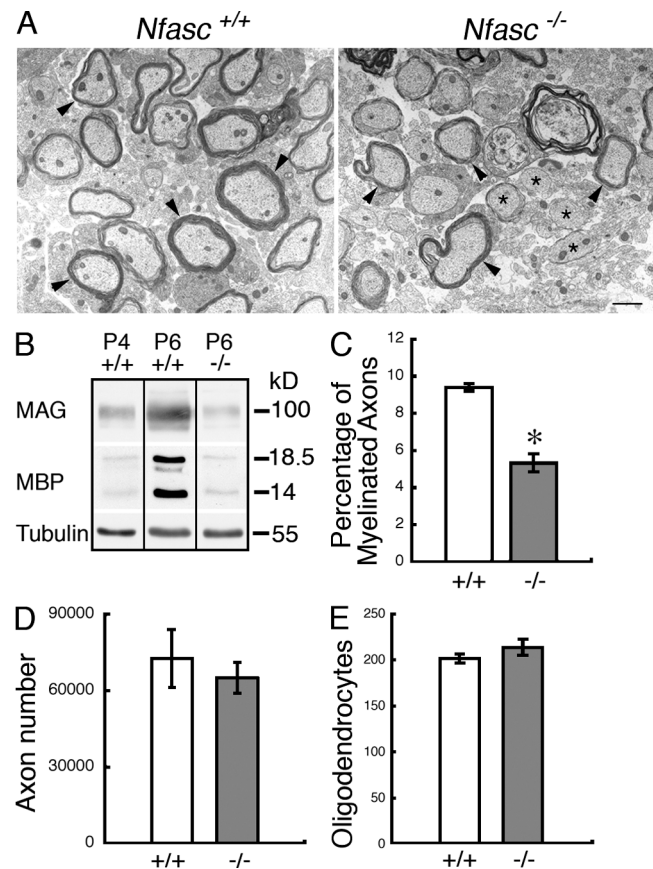 A Nfasc +/+ Nfasc -/-
* * * *
B P4 P6 P6
+/+ +/+ -/- kD
MAG 100
18.5
MBP
14
Tubulin 55
C
Percentage of
Myelinated Axons
12
10
8
6
4
2
0
*
+/+ -/-
D
Axon number
90000
60000
30000
0
+/+ -/-
E
Oligodendrocytes
250
200
150
100
50
0
+/+ -/-